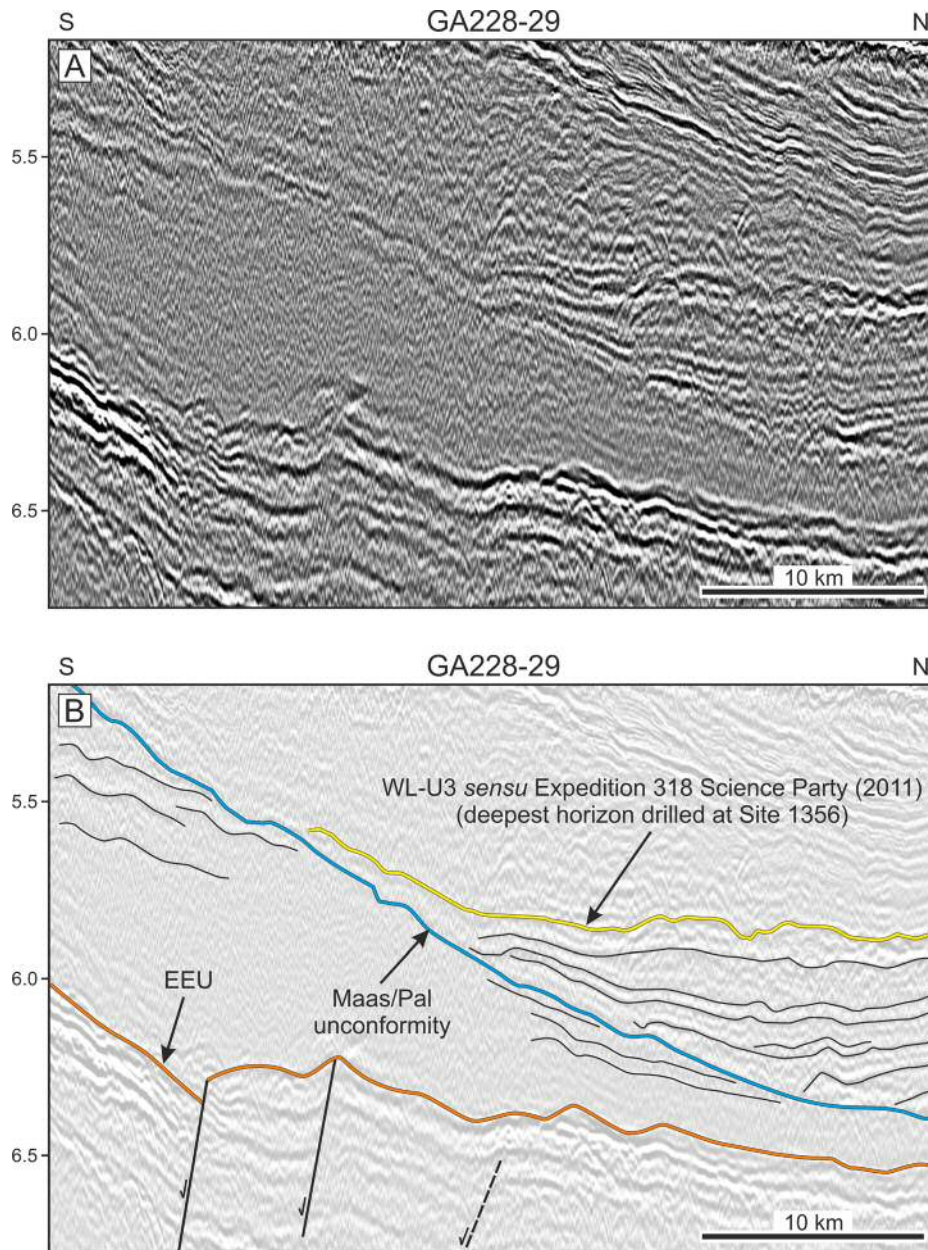 S GA228-29 N
A
5.5
6.0
6.5
10 km
S GA228-29 N
B
WL-U3 sensu Expedition 318 Science Party (2011)
(deepest horizon drilled at Site 1356)
5.5
6.0
EEU
Maas/Pal
unconformity
6.5
10 km